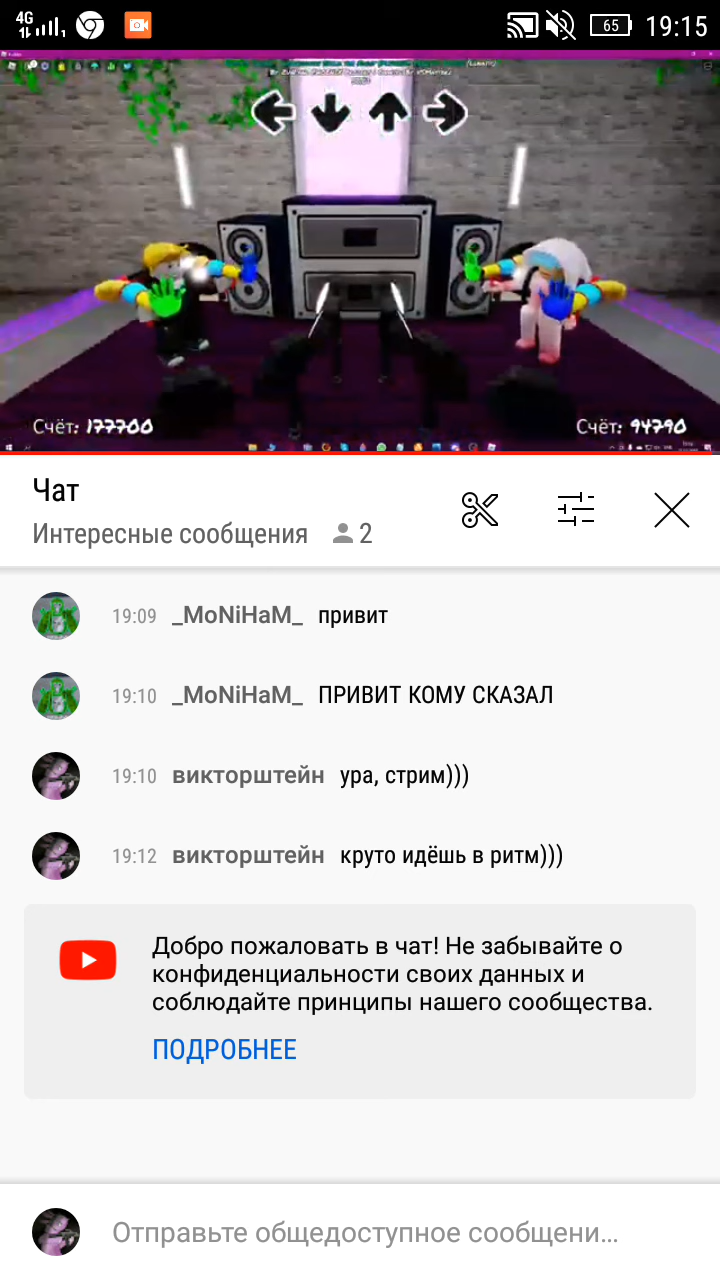 4G
65
19:15
Счёт: 177700
Счёт: 94790
Чат
Интересные сообщения 2
19:09 _MoNiHaM_ привит
19:10 _MoNiHaM_ ПРИВИТ КОМУ СКАЗАЛ
19:10 викторштейн ура, стрим)))
19:12 викторштейн круто идёшь в ритм)))
Добро пожаловать в чат! Не забывайте о
конфиденциальности своих данных и
соблюдайте принципы нашего сообщества.
ПОДРОБНЕЕ
Отправьте общедоступное сообщени...